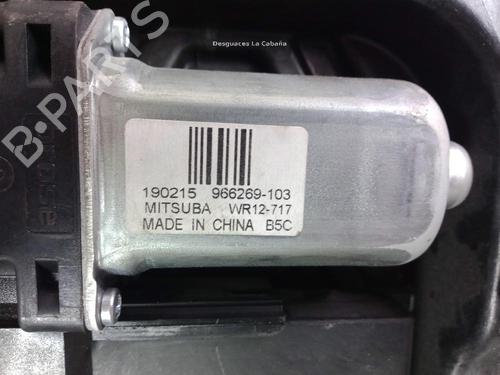 Desguaces La Cabaña
B-PARTS
190215 966269-103
MITSUBA WR12-717
MADE IN CHINA B5C